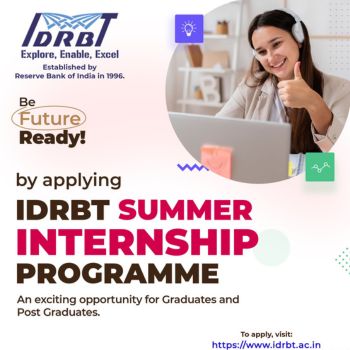 IDRBT
Explore, Enable, Excel
Established by
Reserve Bank of India in 1996.
Be
Future
Ready!
by applying
IDRBT SUMMER
INTERNSHIP
PROGRAMME
An exciting opportunity for Graduates and
Post Graduates.
To apply, visit:
https://www.idrbt.ac.in